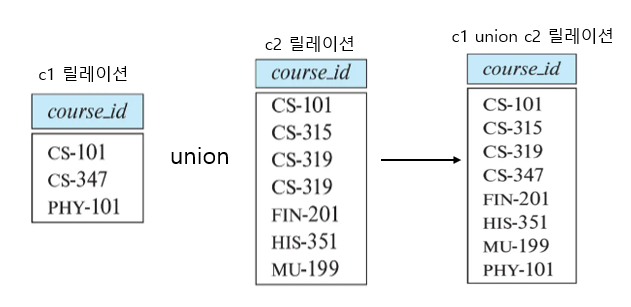 c1 릴레이션
course_id
CS-101
CS-347
PHY-101
union
c2 릴레이션
course_id
CS-101
CS-315
CS-319
CS-319
FIN-201
HIS-351
MU-199
c1 union c2 릴레이션
course_id
CS-101
CS-315
CS-319
CS-347
FIN-201
HIS-351
MU-199
PHY-101